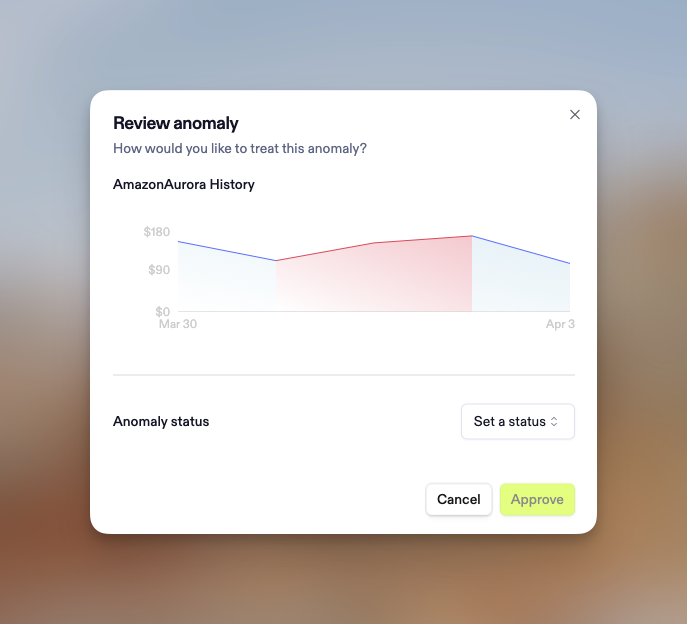 Review anomaly
How would you like to treat this anomaly?
AmazonAurora History
$180
$90
$0
Mar 30
Apr 3
Anomaly status
Set a status
Cancel
Approve